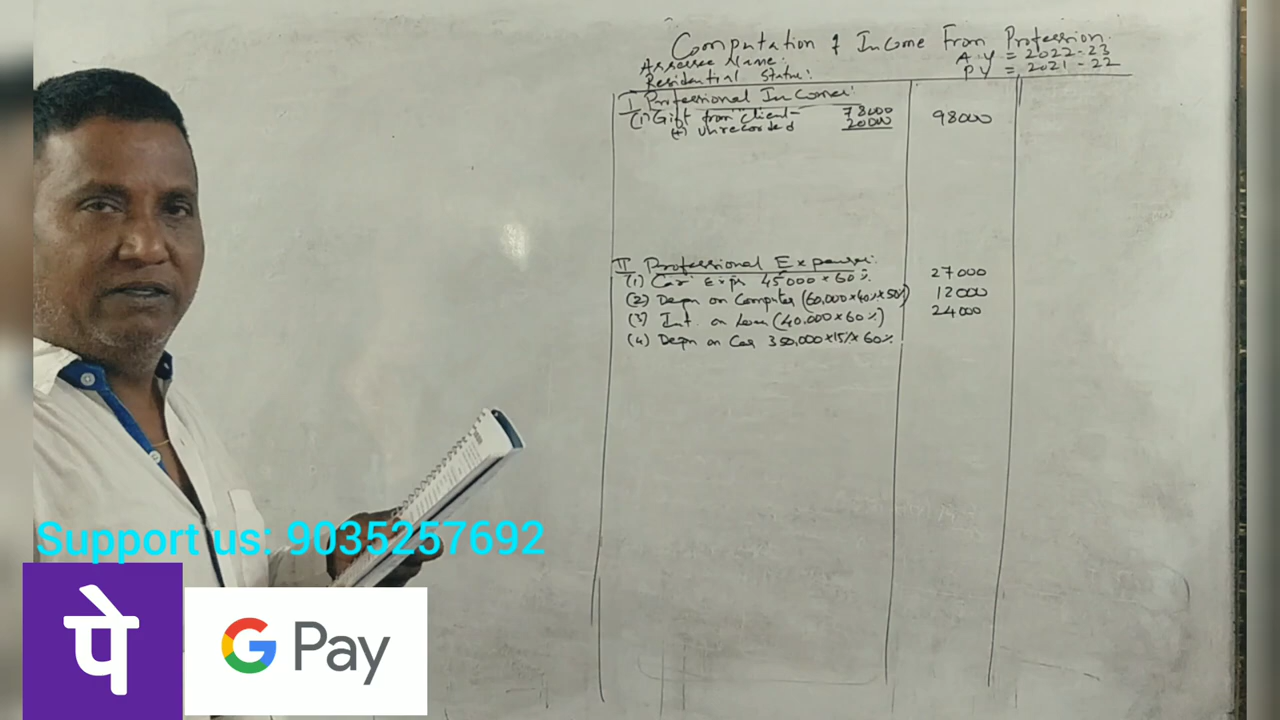 Computation of Income From Profession.
Assessee Name:
A.Y = 2022-23
Residential Status:
PY = 2021-22
I Professional Incomes:
(1) Gift from Client- 78000
(+) Unrecorded 20000 98000
II Professional Expenses:
(1) Car Exps 45000 × 60% 27000
(2) Depn on Computer (60,000×40%×50%) 12000
(3) Int. on Loan (40,000×60%) 24000
(4) Depn on Car 350,000×15%×60%
Support us: 9035257692
पे
G Pay